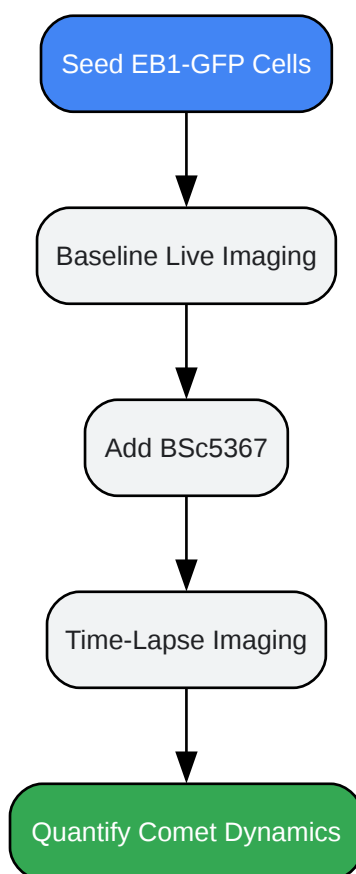 Seed EB1-GFP Cells
Baseline Live Imaging
Add BSc5367
Time-Lapse Imaging
Quantify Comet Dynamics